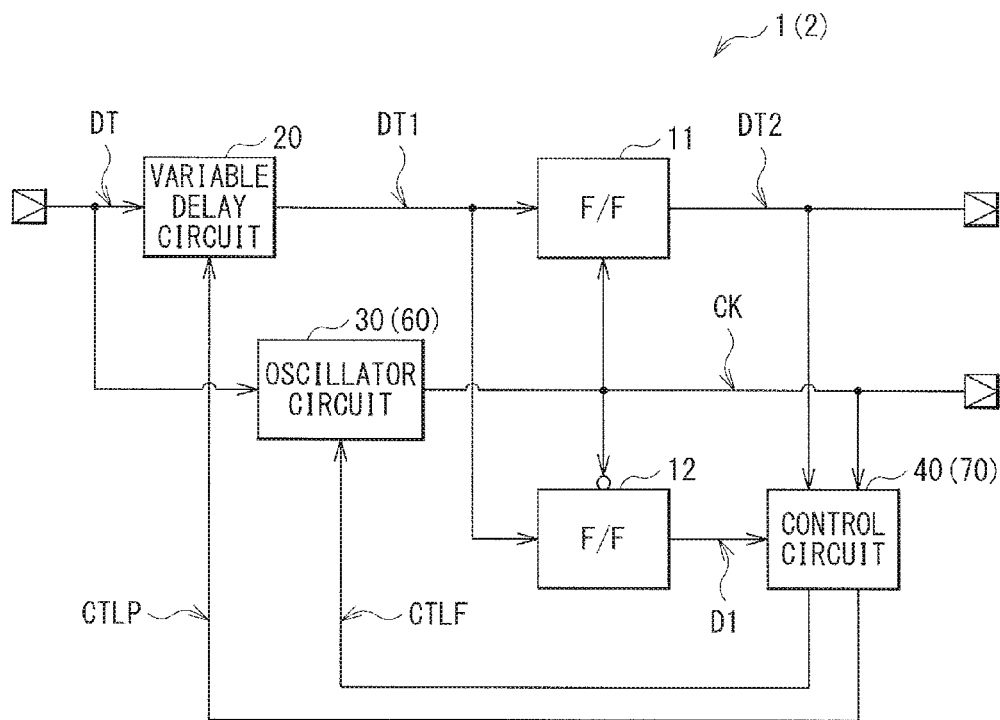 1(2)
DT
20
DT1
11
DT2
VARIABLE
DELAY
CIRCUIT
F/F
30(60)
CK
OSCILLATOR
CIRCUIT
12
40(70)
F/F
CONTROL
CIRCUIT
CTLP
CTLF
D1